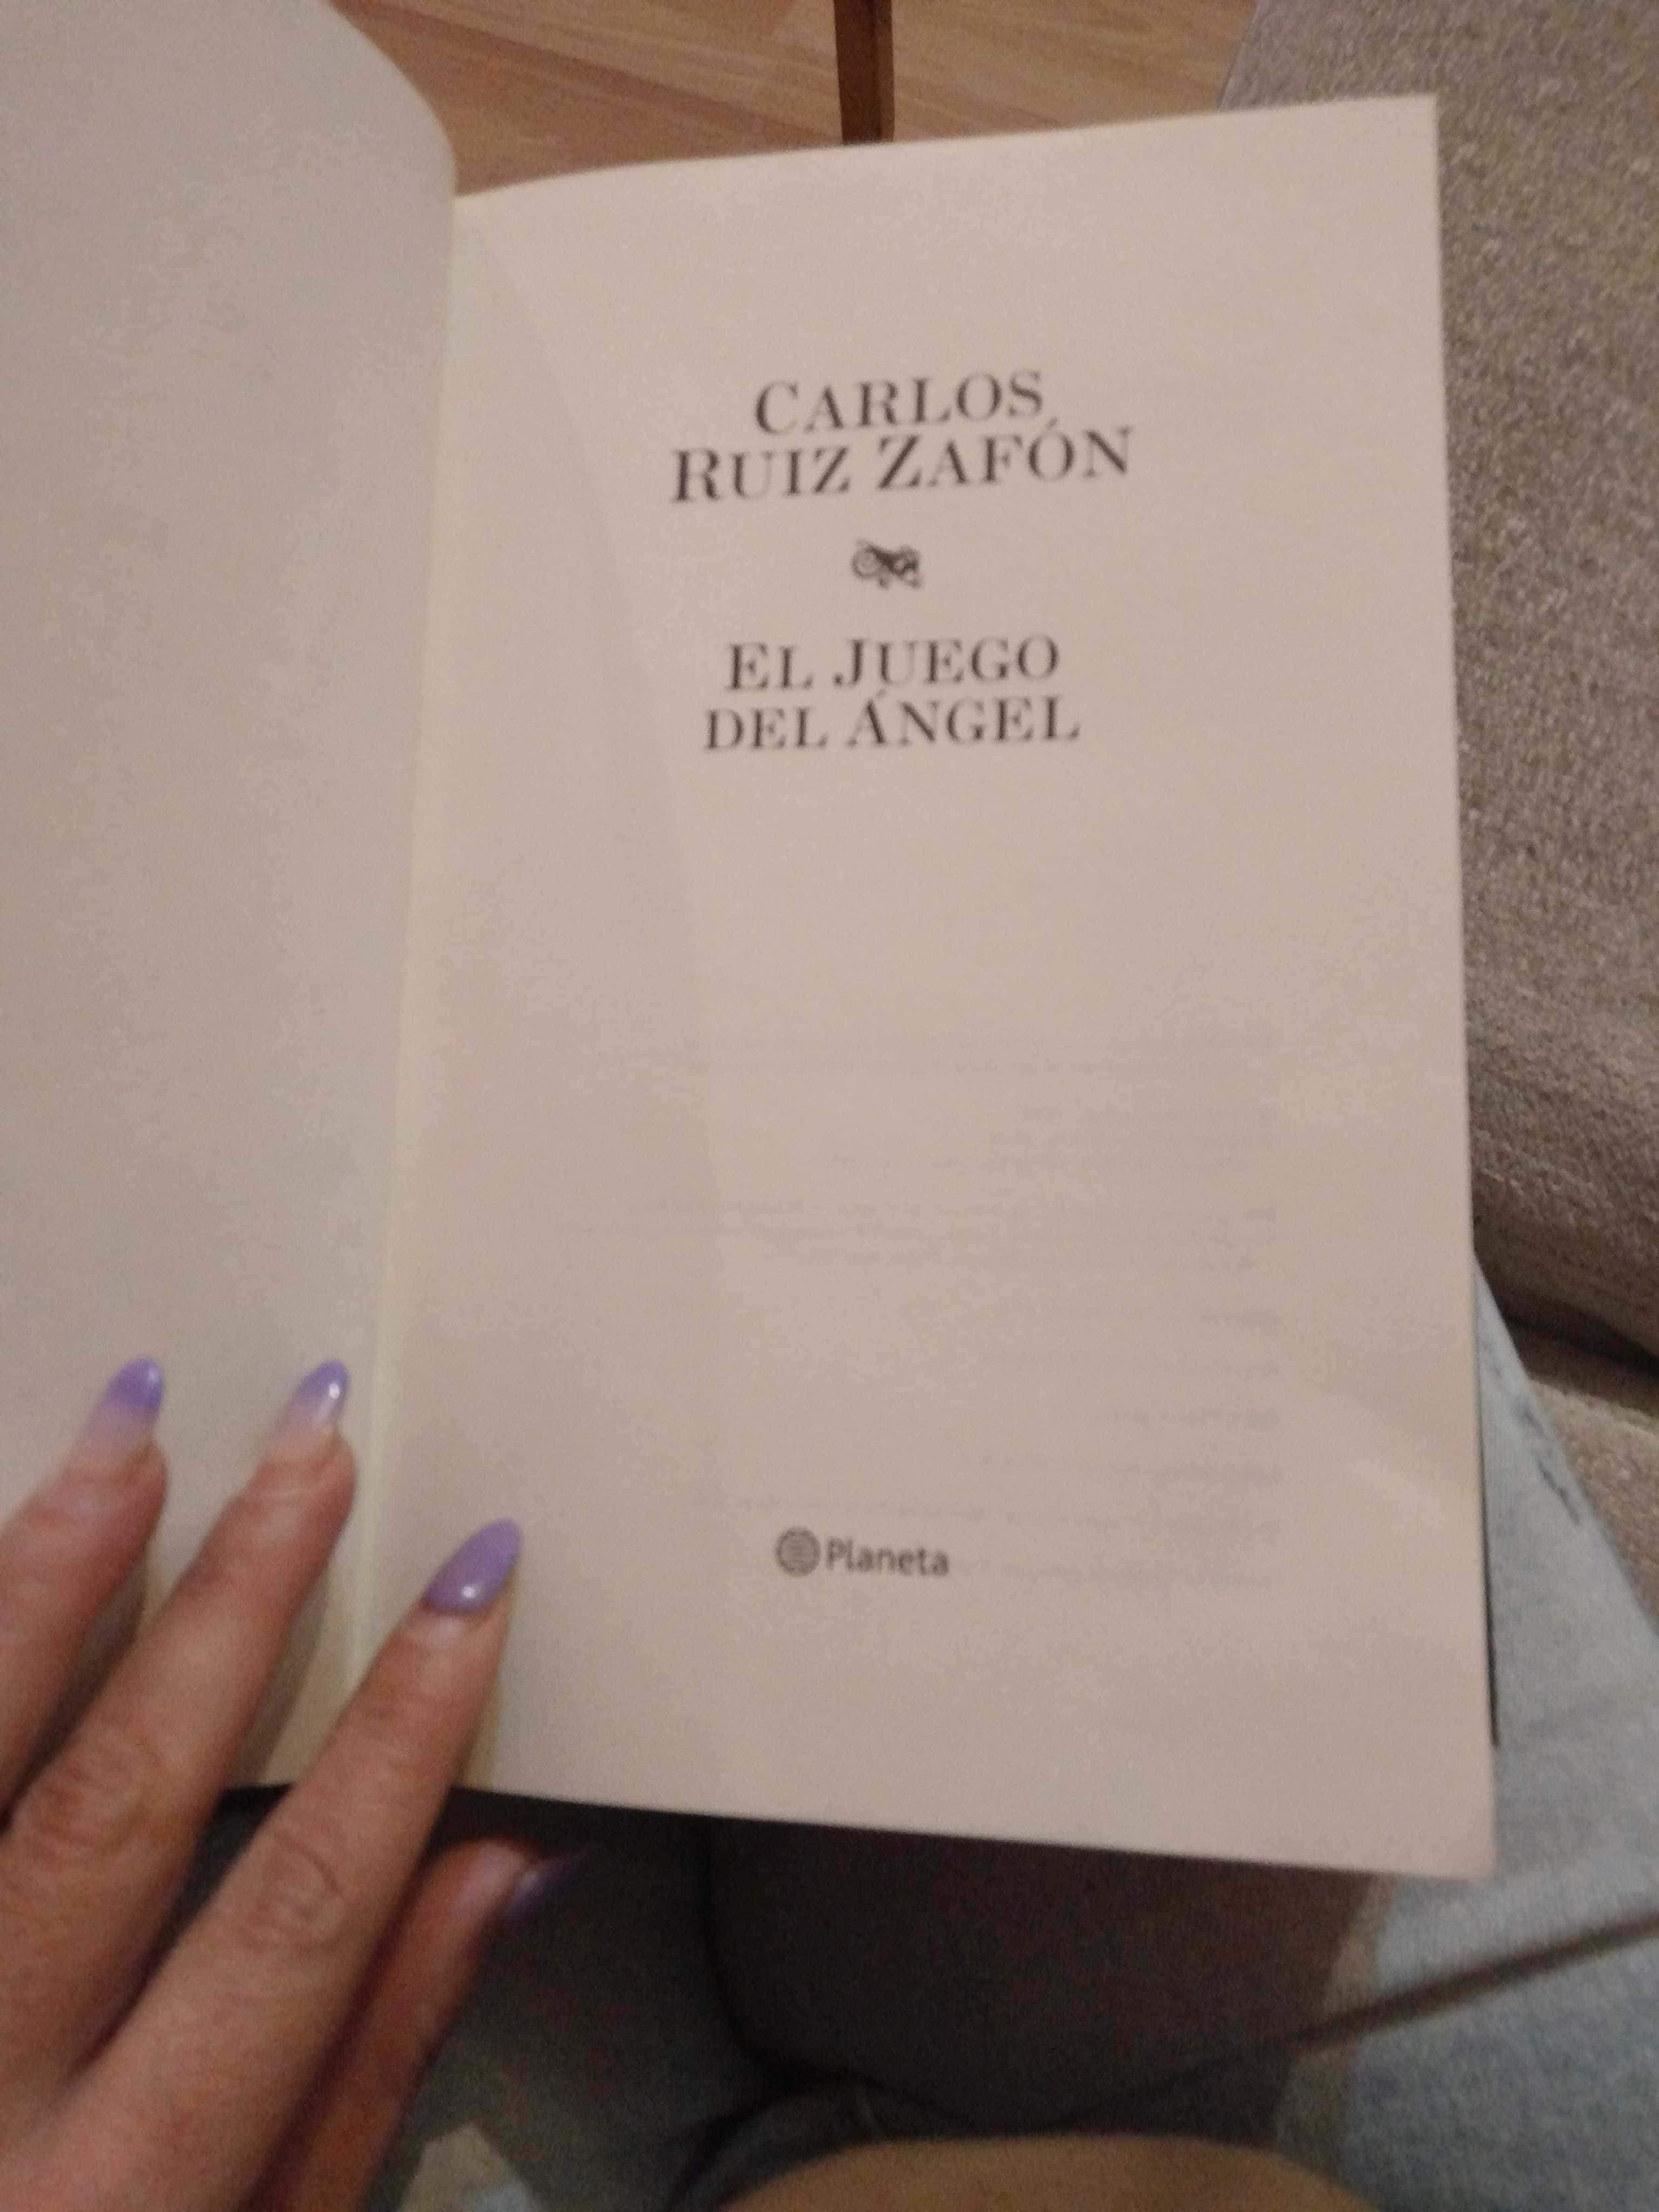 CARLOS
RUIZ ZAFÓN
EL JUEGO
DEL ÁNGEL
Planeta